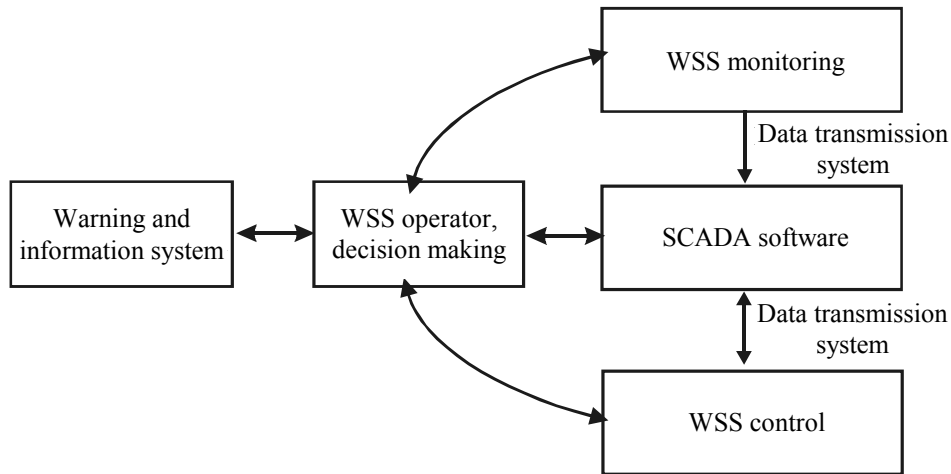 WSS monitoring
Data transmission
system
Warning and
information system
WSS operator,
decision making
SCADA software
Data transmission
system
WSS control